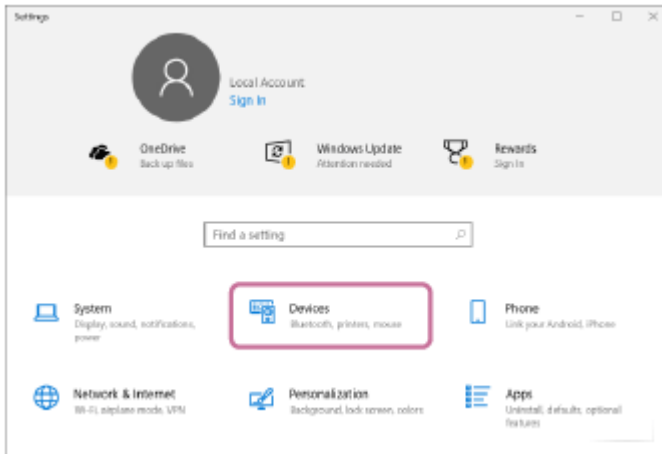 Settings
Local Account
Sign In
OneDrive
Back up files
Windows Update
Attention needed
Rewards
Sign In
Find a setting
System
Display, sound, notifications,
power
Devices
Bluetooth, printers, mouse
Phone
Link your Android, iPhone
Network & Internet
Wi-Fi, airplane mode, VPN
Personalization
Background, lock screen, colors
Apps
Uninstall, defaults, optional
features